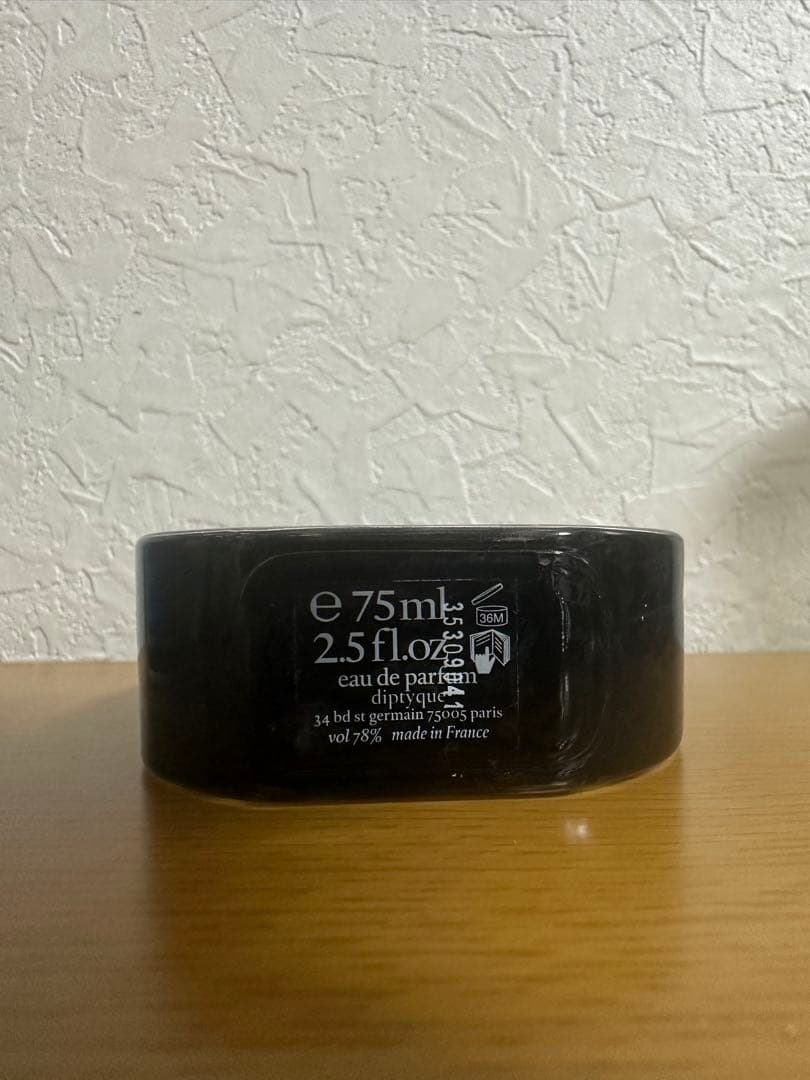 e 75ml
2.5 fl.oz
36M
eau de parfum
diptyque
34 bd st germain 75005 paris
vol 78% made in France